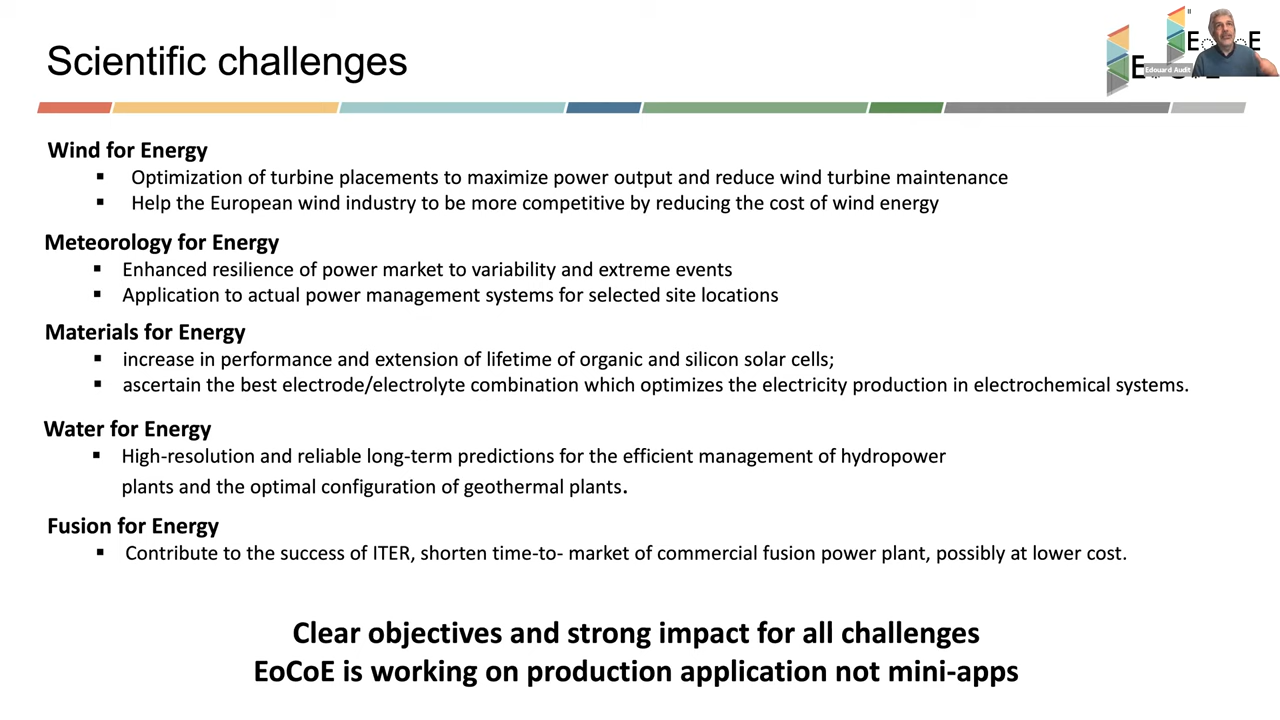 Scientific challenges
Edouard Audit
Wind for Energy
Optimization of turbine placements to maximize power output and reduce wind turbine maintenance
Help the European wind industry to be more competitive by reducing the cost of wind energy
Meteorology for Energy
Enhanced resilience of power market to variability and extreme events
Application to actual power management systems for selected site locations
Materials for Energy
increase in performance and extension of lifetime of organic and silicon solar cells;
ascertain the best electrode/electrolyte combination which optimizes the electricity production in electrochemical systems.
Water for Energy
High-resolution and reliable long-term predictions for the efficient management of hydropower
plants and the optimal configuration of geothermal plants.
Fusion for Energy
Contribute to the success of ITER, shorten time-to- market of commercial fusion power plant, possibly at lower cost.
Clear objectives and strong impact for all challenges
EoCoE is working on production application not mini-apps